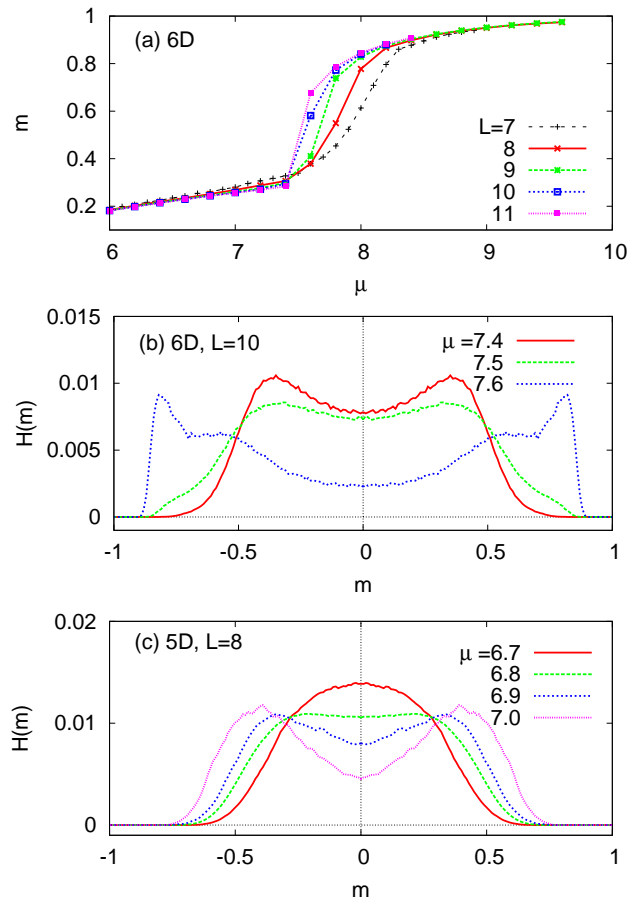 (a) 6D
1
0.8
0.6
0.4
0.2
m
L=7
8
9
10
11
6 7 8 9 10
μ
0.015
0.01
0.005
0
H(m)
(b) 6D, L=10
μ =7.4
7.5
7.6
-1 -0.5 0 0.5 1
m
0.02
0.01
0
H(m)
(c) 5D, L=8
μ =6.7
6.8
6.9
7.0
-1 -0.5 0 0.5 1
m